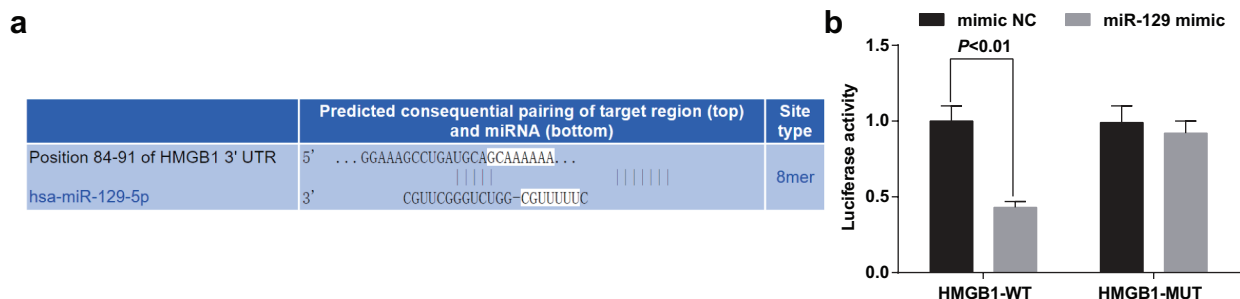 a
Predicted consequential pairing of target region (top)
and miRNA (bottom)
Site
type
Position 84-91 of HMGB1 3' UTR
5' ...GGAAAGCCUGAUGCAGCAAAAAA...
hsa-miR-129-5p
3' CGUUCGGGUCUGG-CGUUUUUC
8mer
b
mimic NC
miR-129 mimic
P<0.01
Luciferase activity
1.5
1.0
0.5
0.0
HMGB1-WT
HMGB1-MUT